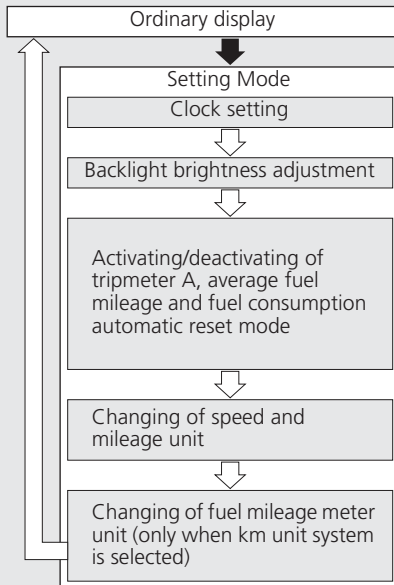 Ordinary display
Setting Mode
Clock setting
Backlight brightness adjustment
Activating/deactivating of
tripmeter A, average fuel
mileage and fuel consumption
automatic reset mode
Changing of speed and
mileage unit
Changing of fuel mileage meter
unit (only when km unit system
is selected)